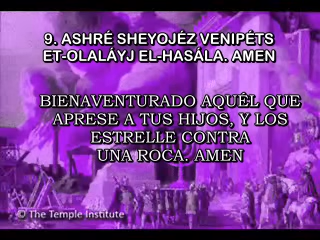 9. ASHRÉ SHEYOJÉZ VENIPÉTS
ET-OLALÁYJ EL-HASÁLA. AMEN
BIENAVENTURADO AQUÉL QUE
APRESE A TUS HIJOS, Y LOS
ESTRELLE CONTRA
UNA ROCA. AMEN
© The Temple Institute